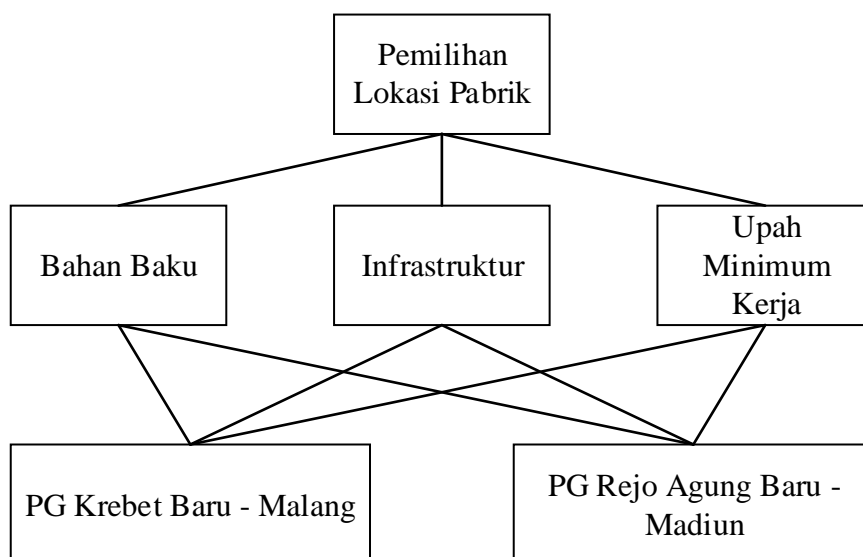 Pemilihan
Lokasi Pabrik
Bahan Baku
Infrastruktur
Upah
Minimum
Kerja
PG Krebet Baru - Malang
PG Rejo Agung Baru -
Madiun